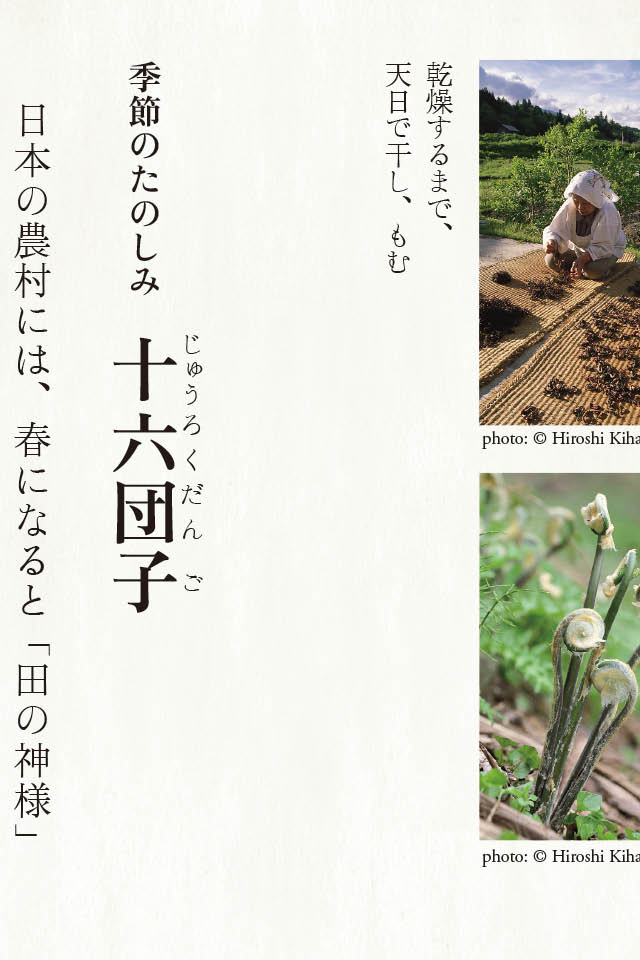 photo: © Hiroshi Kiha
photo: © Hiroshi Kiha
乾燥するまで、
天日で干し、もむ
じゅうろくだんご
季節のたのしみ 十六団子
日本の農村には、春になると「田の神様」